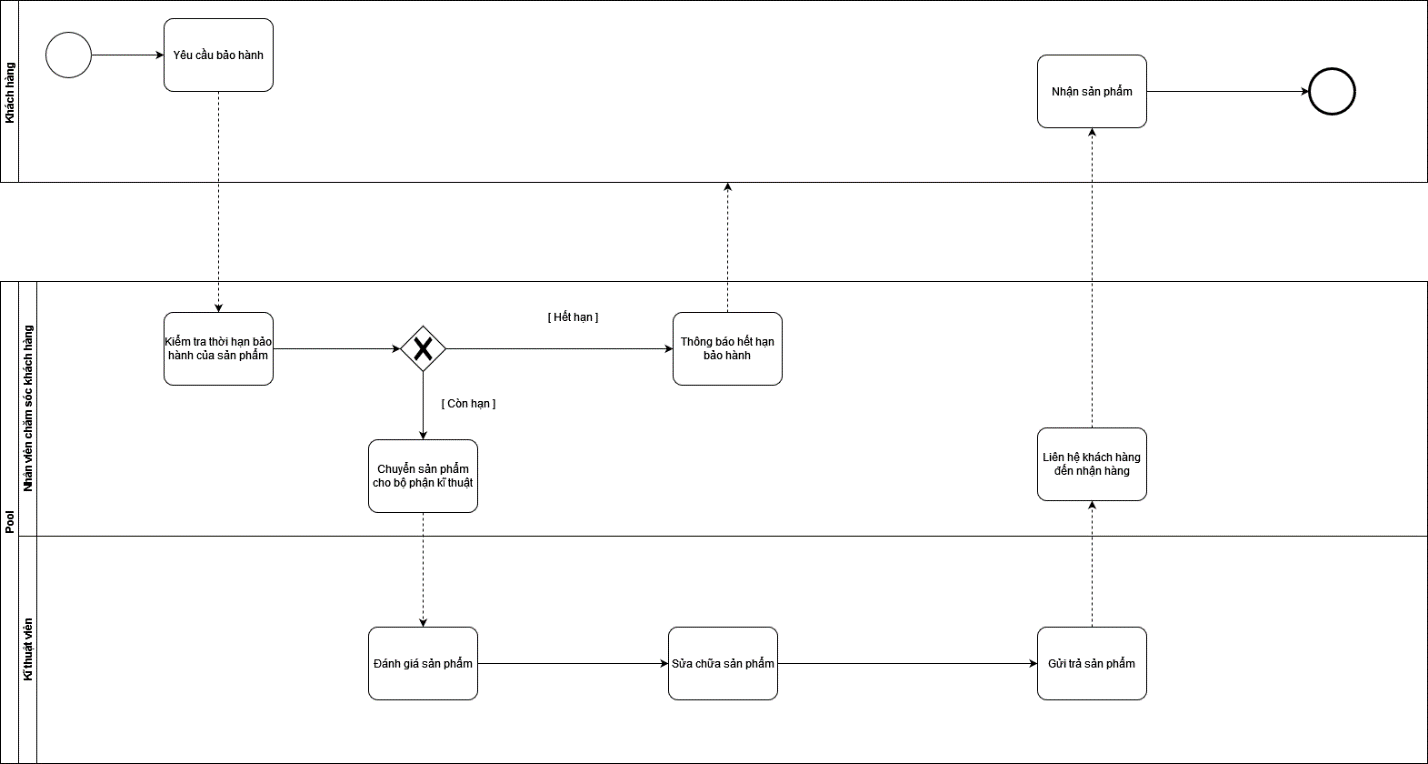 Khách hàng
Yêu cầu bảo hành
Nhận sản phẩm
Pool
Nhân viên chăm sóc khách hàng
Kiểm tra thời hạn bảo
hành của sản phẩm
[ Hết hạn ]
Thông báo hết hạn
bảo hành
[ Còn hạn ]
Chuyển sản phẩm
cho bộ phận kĩ thuật
Liên hệ khách hàng
đến nhận hàng
Kĩ thuật viên
Đánh giá sản phẩm
Sửa chữa sản phẩm
Gửi trả sản phẩm